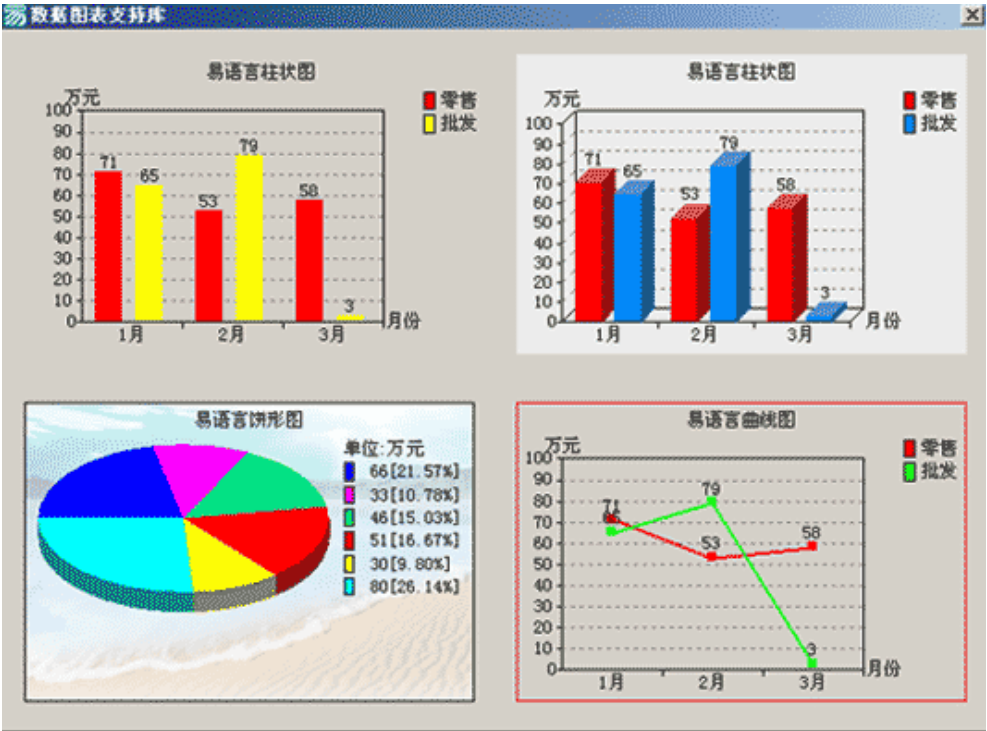 数据图表支持库
易语言柱状图
万元
零售
批发
100
90
80
70
60
50
40
30
20
10
0
71
65
53
79
58
3
1月
2月
3月
月份
易语言柱状图
万元
零售
批发
100
90
80
70
60
50
40
30
20
10
0
71
65
53
79
58
3
1月
2月
3月
月份
易语言饼形图
单位:万元
66[21.57%]
33[10.78%]
46[15.03%]
51[16.67%]
30[9.80%]
80[26.14%]
易语言曲线图
万元
零售
批发
100
90
80
70
60
50
40
30
20
10
0
71
65
79
53
58
3
1月
2月
3月
月份